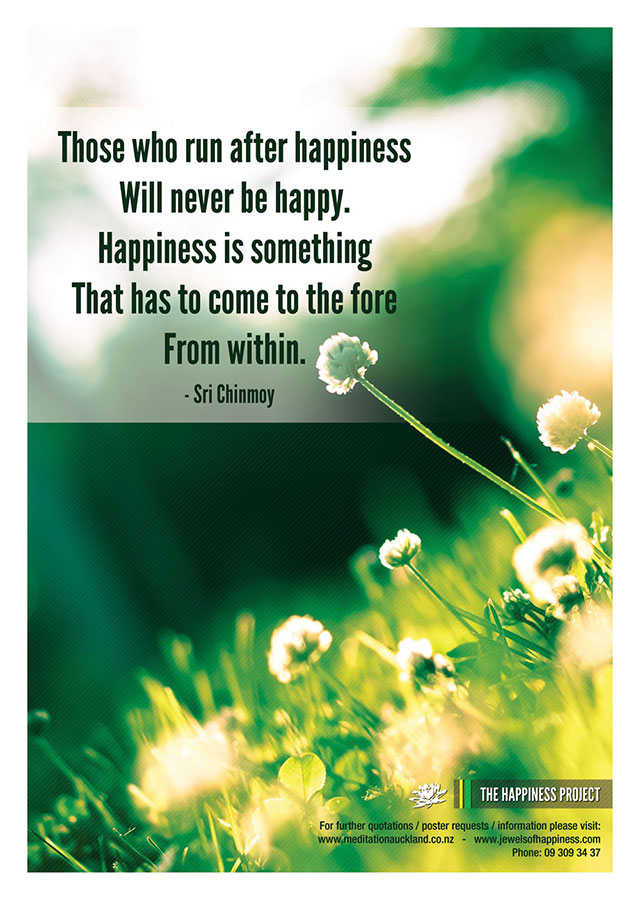 Those who run after happiness
Will never be happy.
Happiness is something
That has to come to the fore
From within.
- Sri Chinmoy
THE HAPPINESS PROJECT
For further quotations / poster requests / information please visit:
www.meditationauckland.co.nz - www.jewelsofhappiness.com
Phone: 09 309 34 37